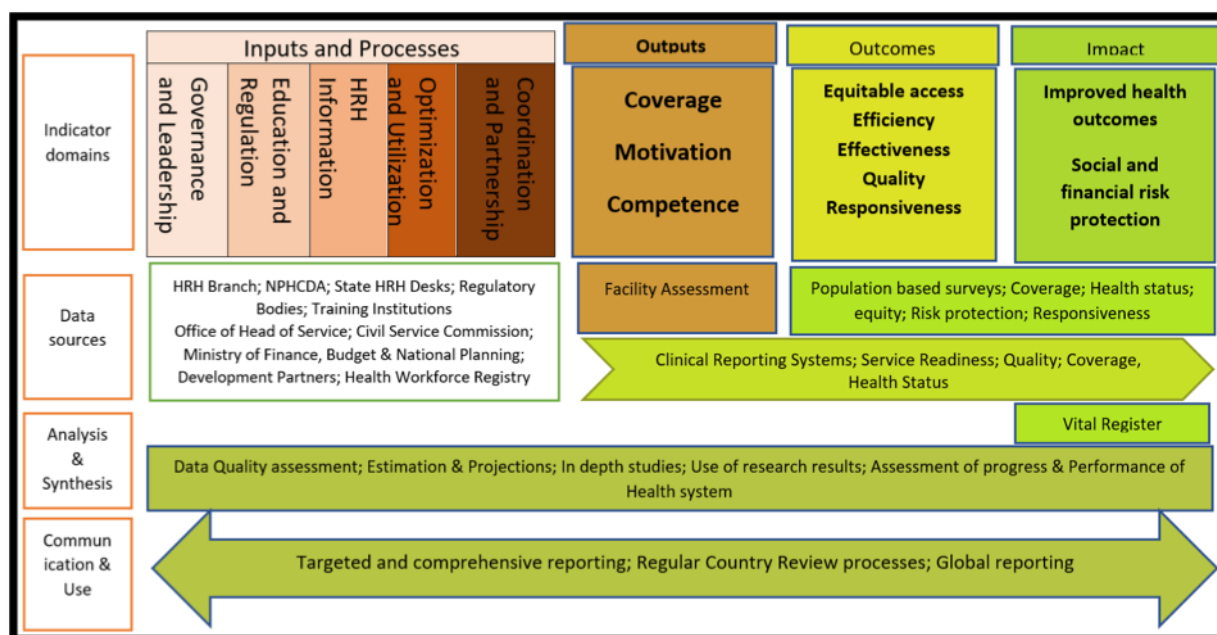 Inputs and Processes
Outputs
Outcomes
Impact
Indicator
domains
Governance
and Leadership
Education and
Regulation
HRH
Information
Optimization
and Utilization
Coordination
and Partnership
Coverage
Motivation
Competence
Equitable access
Efficiency
Effectiveness
Quality
Responsiveness
Improved health
outcomes
Social and
financial risk
protection
Data
sources
HRH Branch; NPHCDA; State HRH Desks; Regulatory
Bodies; Training Institutions
Office of Head of Service; Civil Service Commission;
Ministry of Finance, Budget & National Planning;
Development Partners; Health Workforce Registry
Facility Assessment
Population based surveys; Coverage; Health status;
equity; Risk protection; Responsiveness
Clinical Reporting Systems; Service Readiness; Quality; Coverage,
Health Status
Vital Register
Analysis
&
Synthesis
Data Quality assessment; Estimation & Projections; In depth studies; Use of research results; Assessment of progress & Performance of
Health system
Commun
ication &
Use
Targeted and comprehensive reporting; Regular Country Review processes; Global reporting